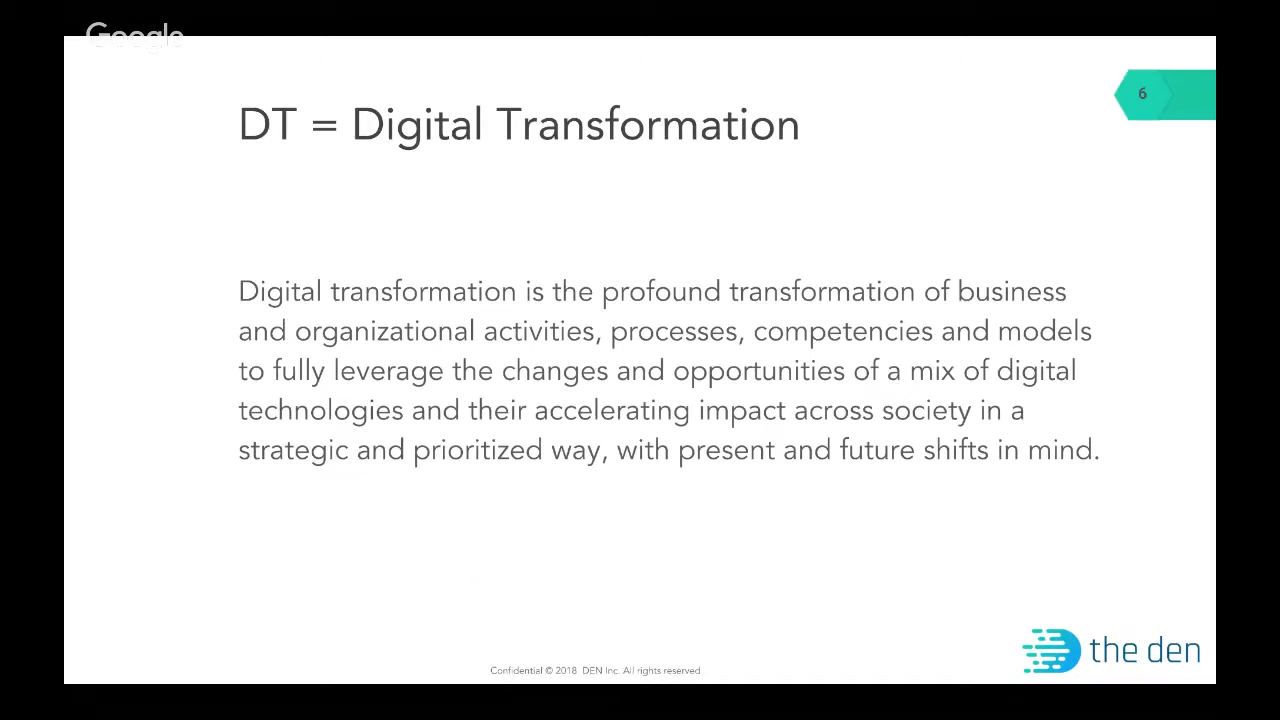 Google
6
DT = Digital Transformation
Digital transformation is the profound transformation of business
and organizational activities, processes, competencies and models
to fully leverage the changes and opportunities of a mix of digital
technologies and their accelerating impact across society in a
strategic and prioritized way, with present and future shifts in mind.
the den
Confidential © 2018 DEN Inc. All rights reserved